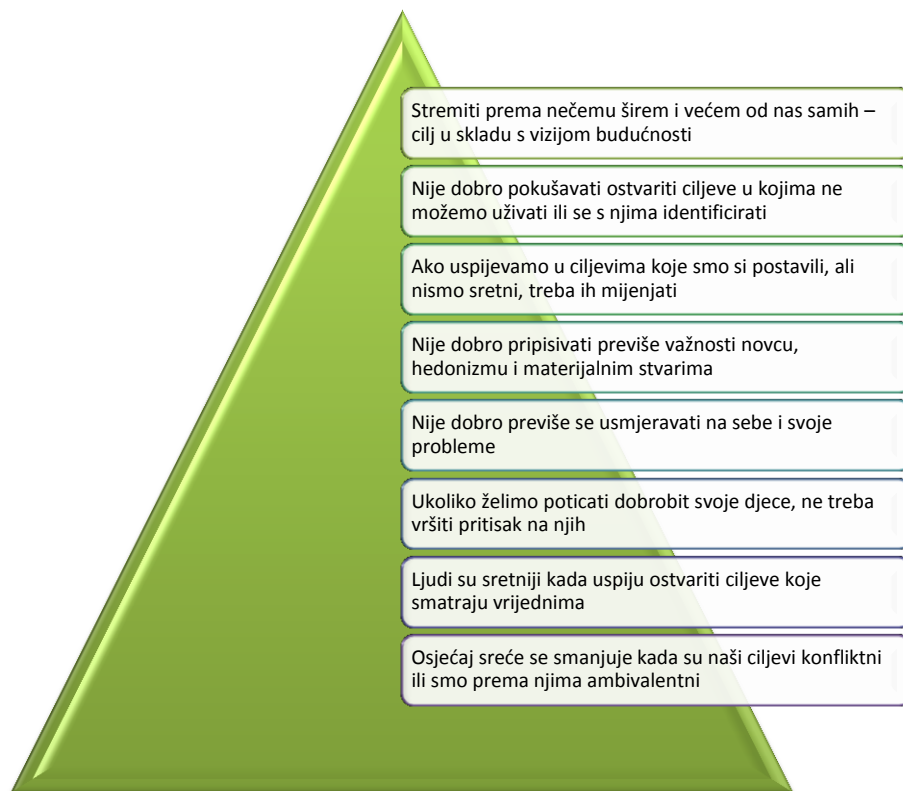 Stremiti prema nečemu širem i većem od nas samih –
cilj u skladu s vizijom budućnosti
Nije dobro pokušavati ostvariti ciljeve u kojima ne
možemo uživati ili se s njima identificirati
Ako uspijevamo u ciljevima koje smo si postavili, ali
nismo sretni, treba ih mijenjati
Nije dobro pripisivati previše važnosti novcu,
hedonizmu i materijalnim stvarima
Nije dobro previše se usmjeravati na sebe i svoje
probleme
Ukoliko želimo poticati dobrobit svoje djece, ne treba
vršiti pritisak na njih
Ljudi su sretniji kada uspiju ostvariti ciljeve koje
smatraju vrijednima
Osjećaj sreće se smanjuje kada su naši ciljevi konfliktni
ili smo prema njima ambivalentni